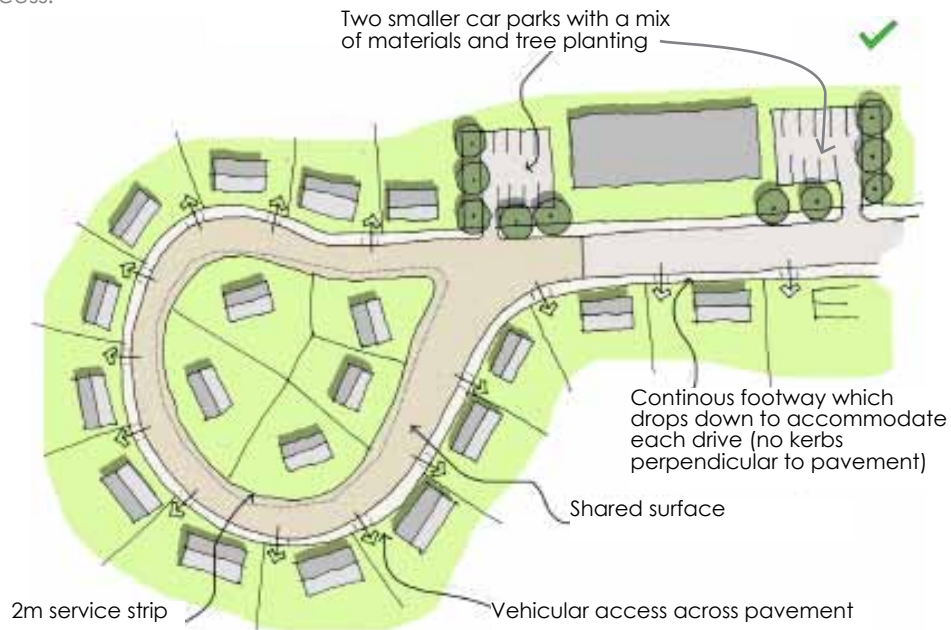 Two smaller car parks with a mix
of materials and tree planting
Continous footway which
drops down to accommodate
each drive (no kerbs
perpendicular to pavement)
Shared surface
2m service strip
Vehicular access across pavement